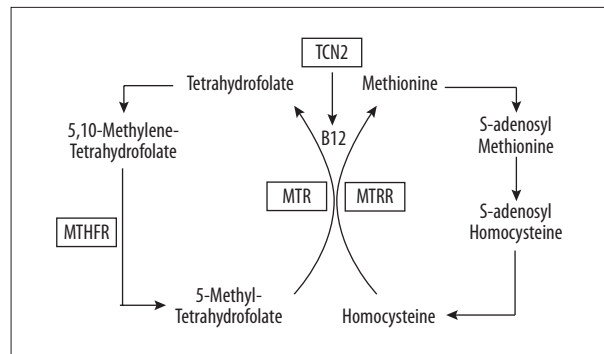 TCN2
Tetrahydrofolate
Methionine
5,10-Methylene-
Tetrahydrofolate
B12
S-adenosyl
Methionine
MTR
MTRR
MTHFR
S-adenosyl
Homocysteine
5-Methyl-
Tetrahydrofolate
Homocysteine